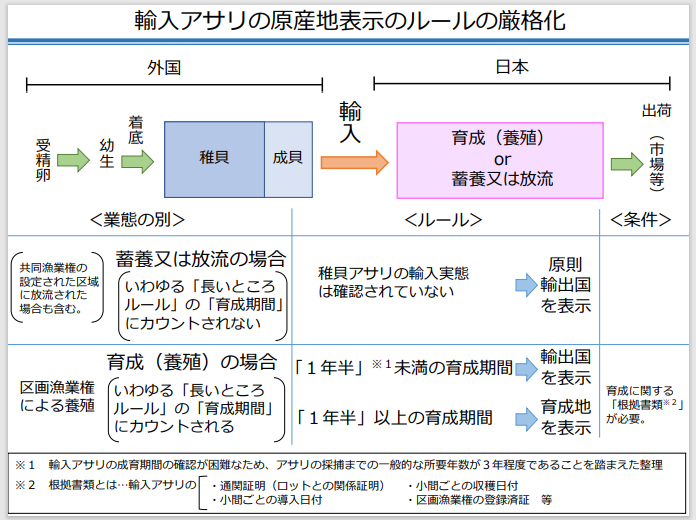 輸入アサリの原産地表示のルールの厳格化
外国
日本
受精卵
幼生
着底
稚貝
成貝
輸入
育成（養殖）
or
蓄養又は放流
出荷
（市場等）
＜業態の別＞
＜ルール＞
＜条件＞
共同漁業権の
設定された区域
に放流された
場合も含む。
蓄養又は放流の場合
いわゆる「長いところ
ルール」の「育成期間」
にカウントされない
稚貝アサリの輸入実態
は確認されていない
原則
輸出国
を表示
区画漁業権
による養殖
育成（養殖）の場合
いわゆる「長いところ
ルール」の「育成期間」
にカウントされる
「１年半」※１未満の育成期間
輸出国
を表示
「１年半」以上の育成期間
育成地
を表示
育成に関する
「根拠書類※２」
が必要。
※１　輸入アサリの成育期間の確認が困難なため、アサリの採捕までの一般的な所要年数が３年程度であることを踏まえた整理
※２　根拠書類とは…輸入アサリの
・通関証明（ロットとの関係証明）　・小間ごとの収穫日付
・小間ごとの導入日付　・区画漁業権の登録済証　等